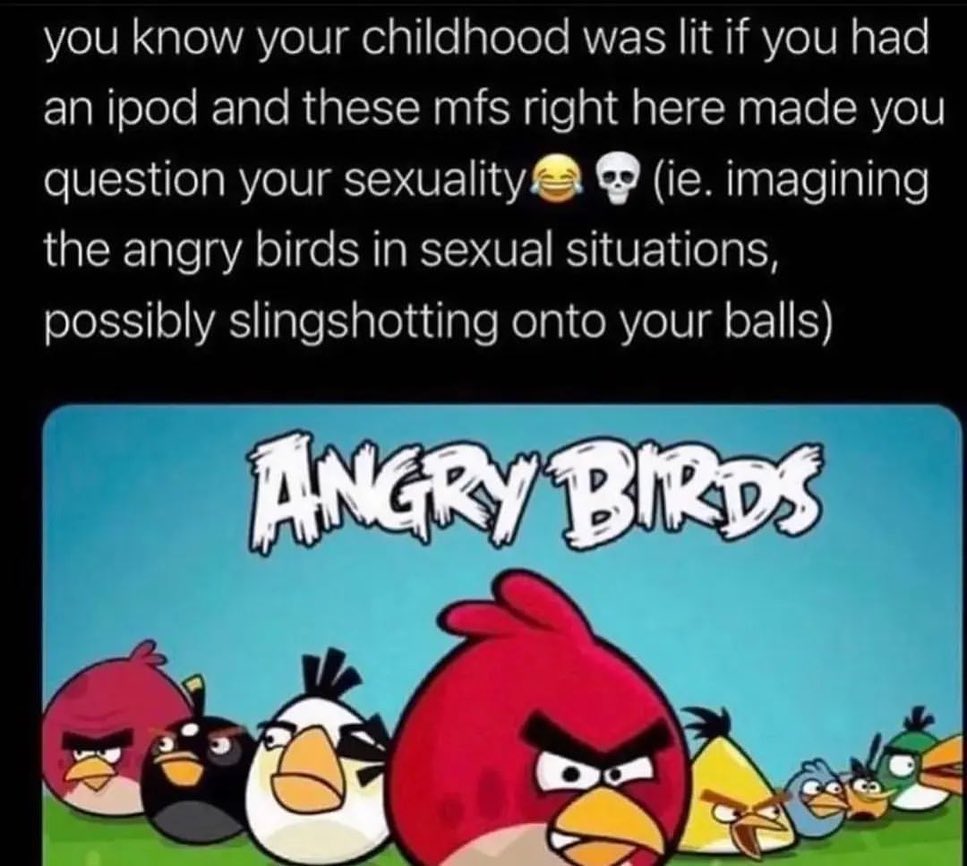 you know your childhood was lit if you had
an ipod and these mfs right here made you
question your sexuality😂💀(ie. imagining
the angry birds in sexual situations,
possibly slingshotting onto your balls)
ANGRY BIRDS